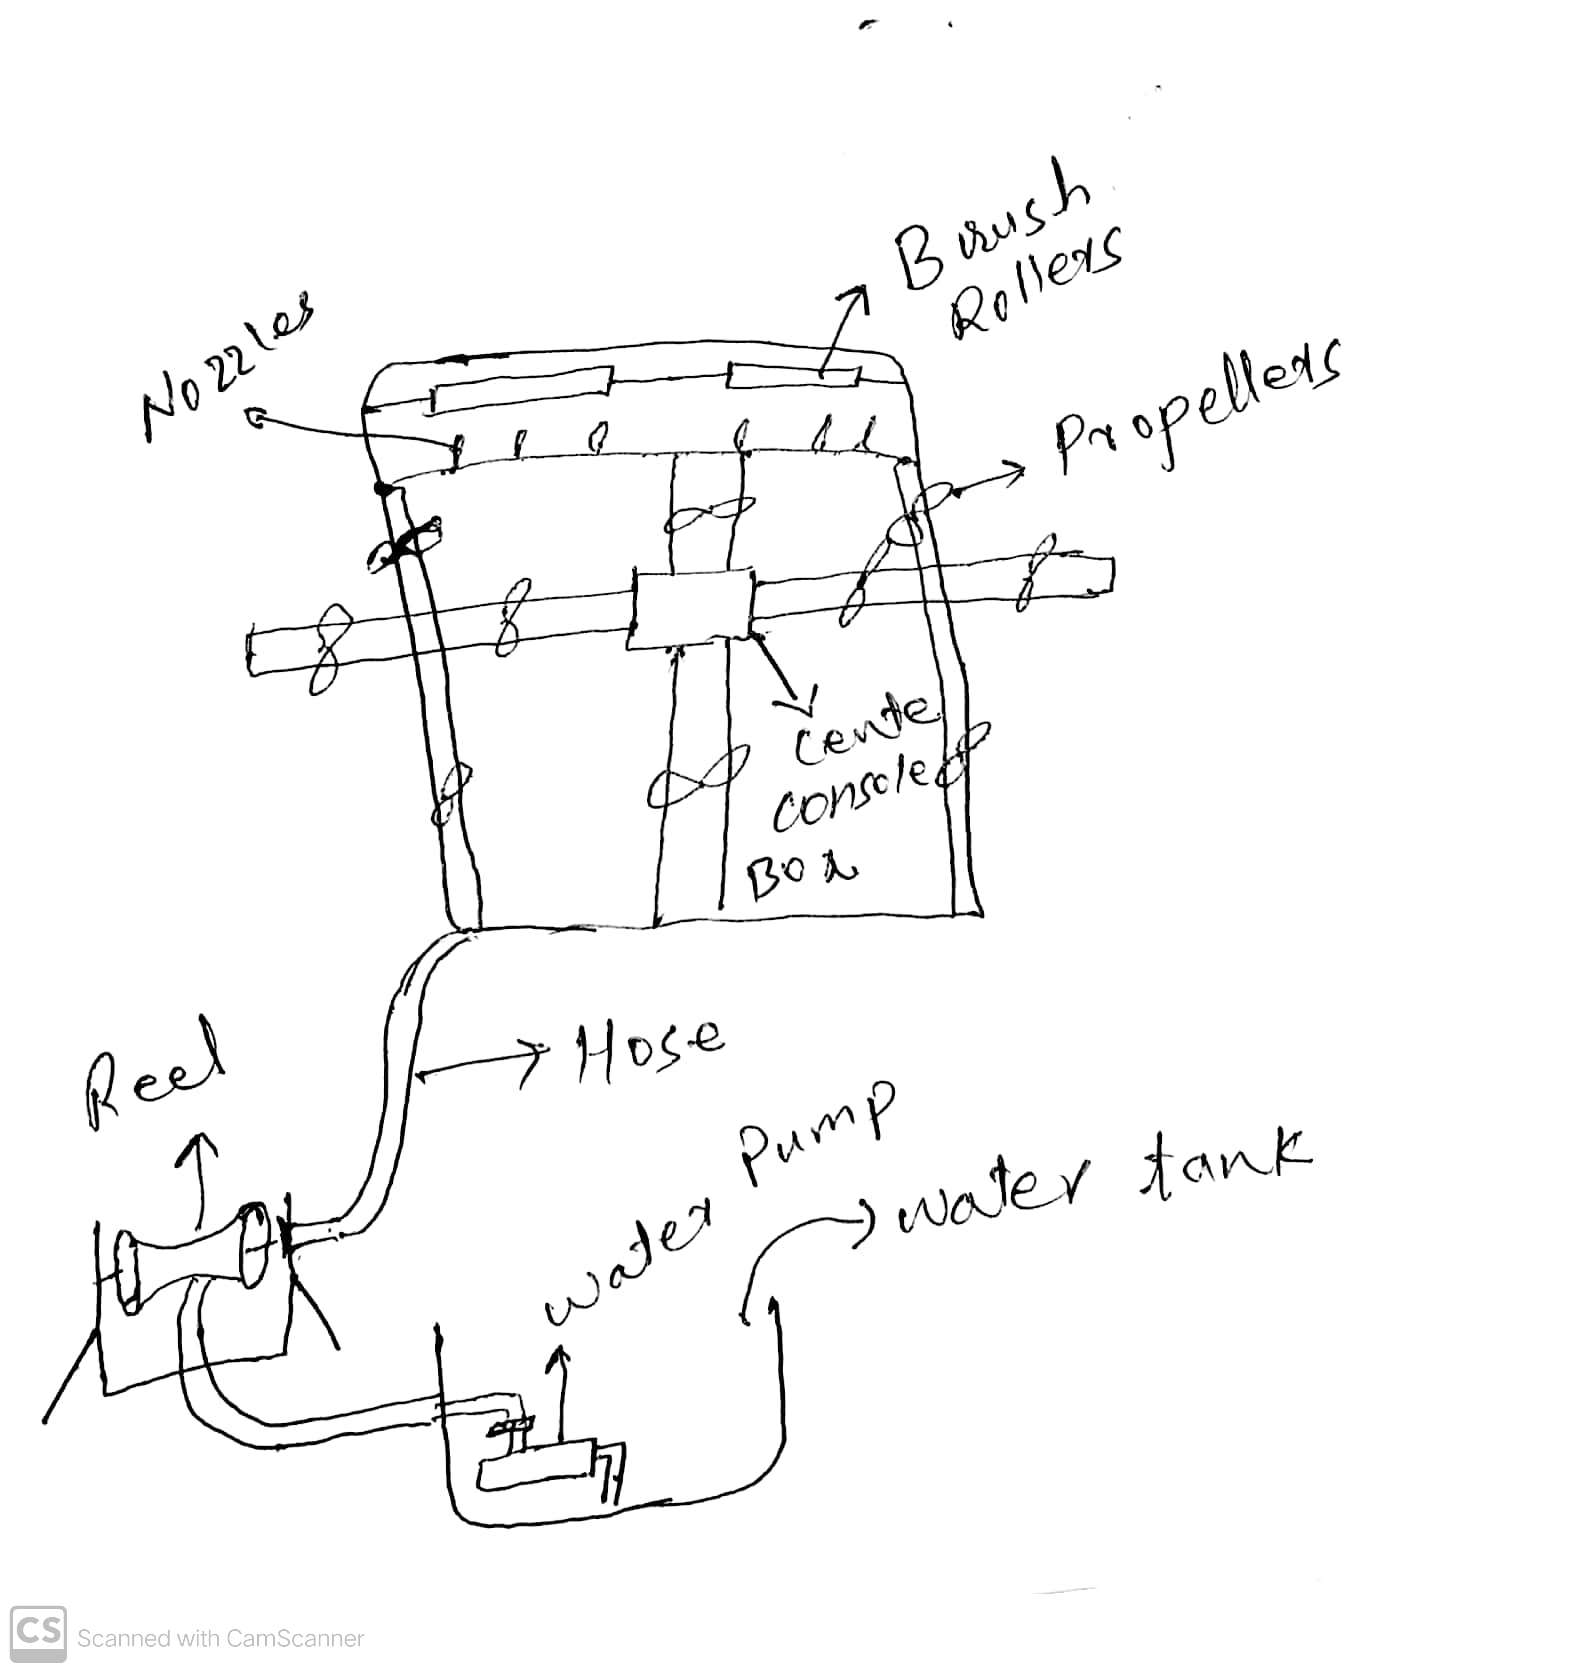 Brush
Rollers
Nozzles
Propellers
Cente
console
Box
Hose
Reel
water Pump
water tank
CS Scanned with CamScanner